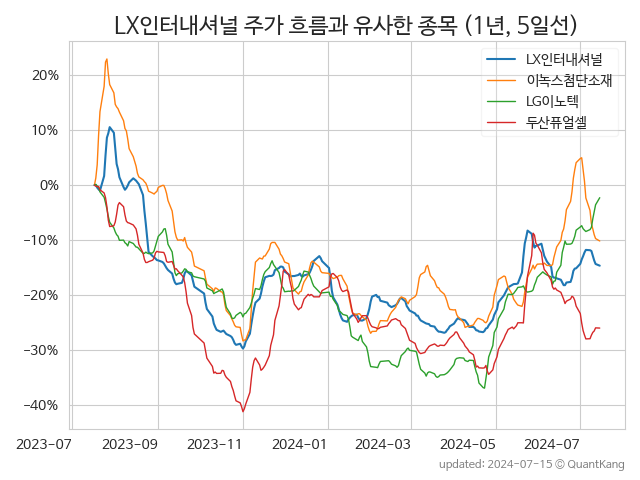 LX인터내셔널 주가 흐름과 유사한 종목 (1년, 5일선)
LX인터내셔널
이녹스첨단소재
LG이노텍
두산퓨얼셀
20%
10%
0%
−10%
−20%
−30%
−40%
2023-07
2023-09
2023-11
2024-01
2024-03
2024-05
2024-07
updated: 2024-07-15 © QuantKang